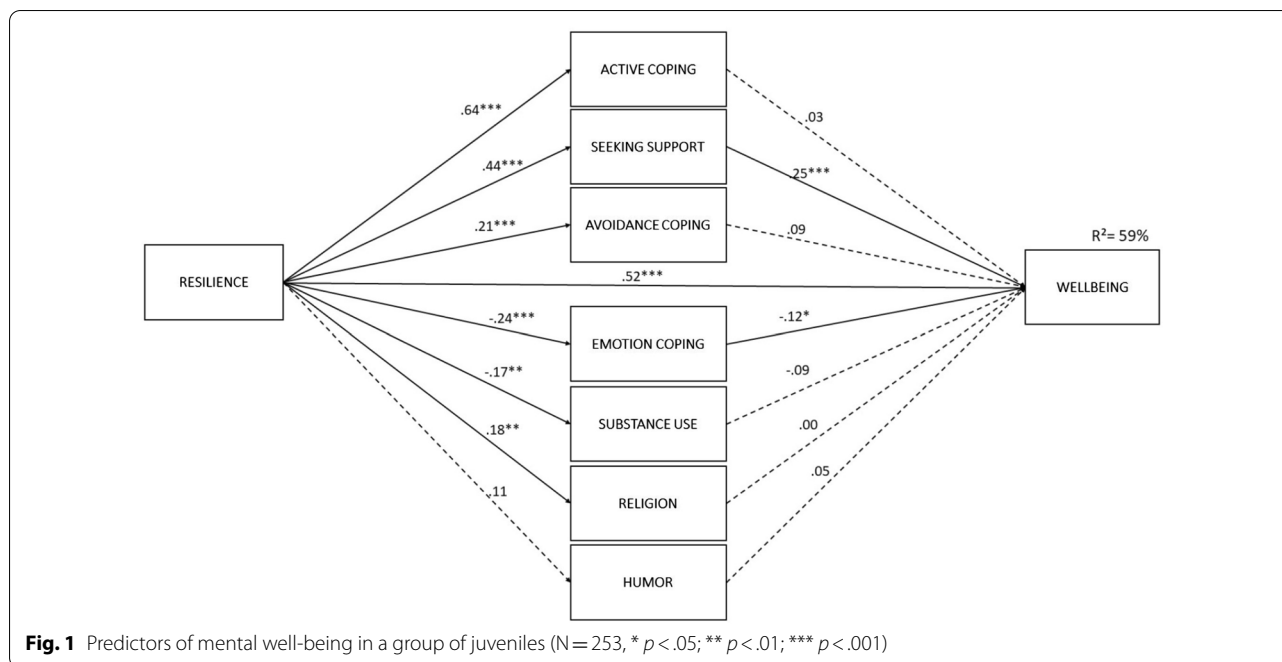 ACTIVE COPING
.64***
.03
SEEKING SUPPORT
.44***
.25***
AVOIDANCE COPING
.21***
.09
R²= 59%
RESILIENCE
.52***
WELLBEING
-.24***
EMOTION COPING
-.12*
-.17**
SUBSTANCE USE
-.09
.18**
.00
RELIGION
.11
.05
HUMOR
Fig. 1 Predictors of mental well-being in a group of juveniles (N = 253, * p < .05; ** p < .01; *** p < .001)